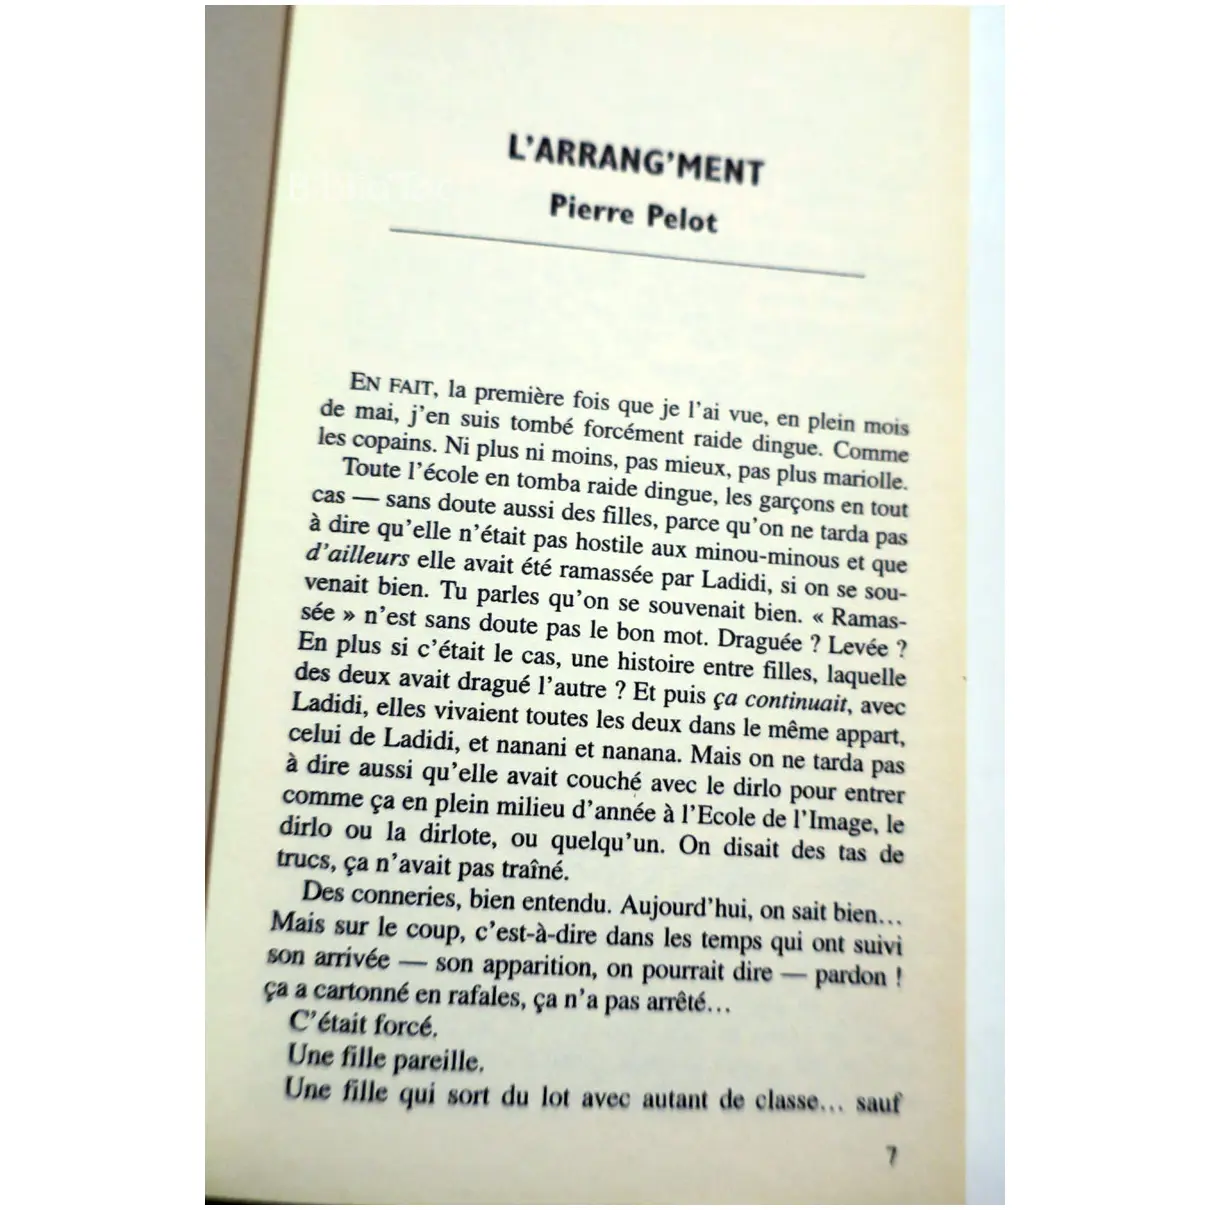 L'ARRANG'MENT
Pierre Pelot
EN FAIT, la première fois que je l'ai vue, en plein mois
de mai, j'en suis tombé forcément raide dingue. Comme
les copains. Ni plus ni moins, pas mieux, pas plus mariolle.
Toute l'école en tomba raide dingue, les garçons en tout
cas — sans doute aussi des filles, parce qu'on ne tarda pas
à dire qu'elle n'était pas hostile aux minou-minous et que
d'ailleurs elle avait été ramassée par Ladidi, si on se sou-
venait bien. Tu parles qu'on se souvenait bien. « Ramas-
sée » n'est sans doute pas le bon mot. Draguée ? Levée ?
En plus si c'était le cas, une histoire entre filles, laquelle
des deux avait dragué l'autre ? Et puis ça continuait, avec
Ladidi, elles vivaient toutes les deux dans le même appart,
celui de Ladidi, et nanani et nanana. Mais on ne tarda pas
à dire aussi qu'elle avait couché avec le dirlo pour entrer
comme ça en plein milieu d'année à l'Ecole de l'Image, le
dirlo ou la dirlote, ou quelqu'un. On disait des tas de
trucs, ça n'avait pas traîné.
Des conneries, bien entendu. Aujourd'hui, on sait bien...
Mais sur le coup, c'est-à-dire dans les temps qui ont suivi
son arrivée — son apparition, on pourrait dire — pardon !
ça a cartonné en rafales, ça n'a pas arrêté...
C'était forcé.
Une fille pareille.
Une fille qui sort du lot avec autant de classe... sauf
7